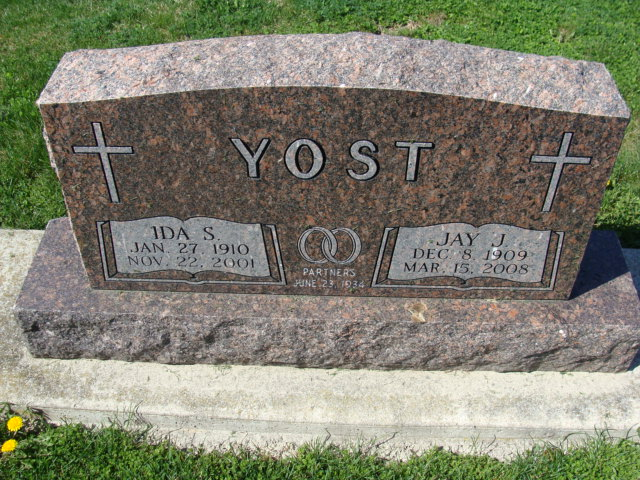 YOST
IDA S.
JAN. 27, 1910
NOV. 22, 2001
PARTNERS
JUNE 23, 1934
JAY J.
DEC. 8, 1909
MAR. 15, 2008